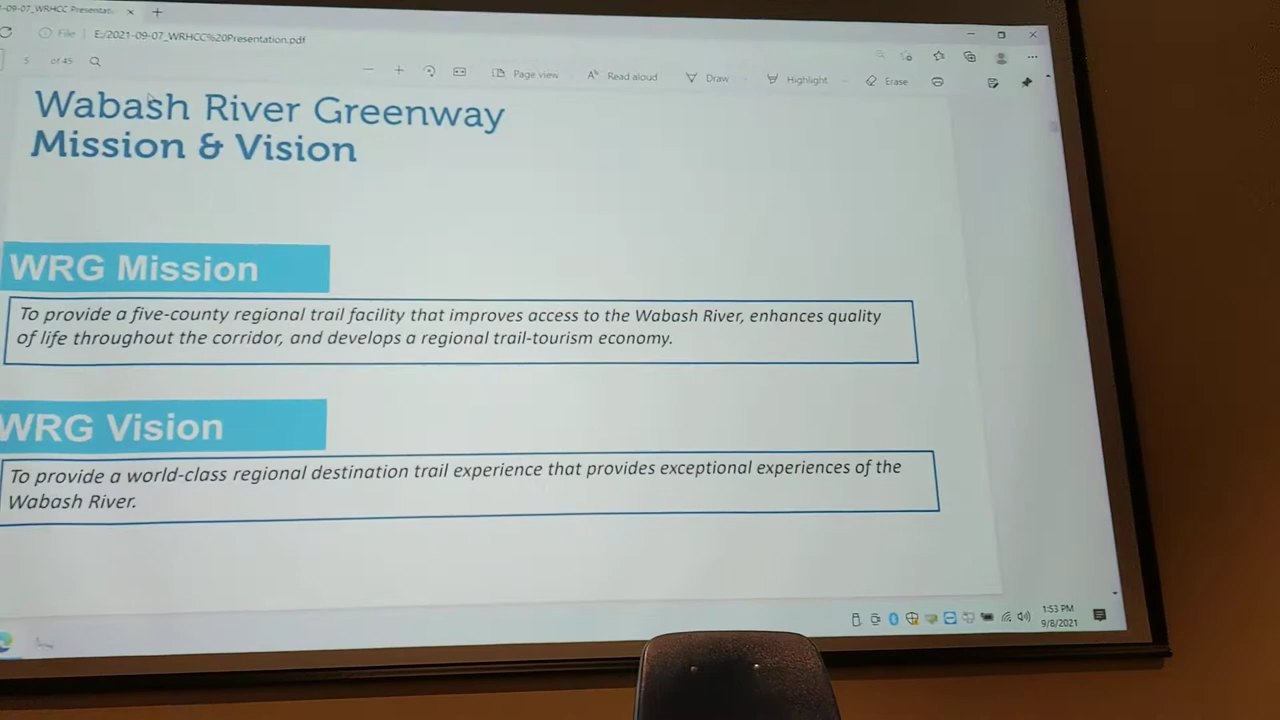 -09-07_WRHCC Presentat
File E:/2021-09-07_WRHCC%20Presentation.pdf
5 of 45 Page view Read aloud Draw Highlight Erase
Wabash River Greenway
Mission & Vision
WRG Mission
To provide a five-county regional trail facility that improves access to the Wabash River, enhances quality
of life throughout the corridor, and develops a regional trail-tourism economy.
WRG Vision
To provide a world-class regional destination trail experience that provides exceptional experiences of the
Wabash River.
1:53 PM
9/8/2021